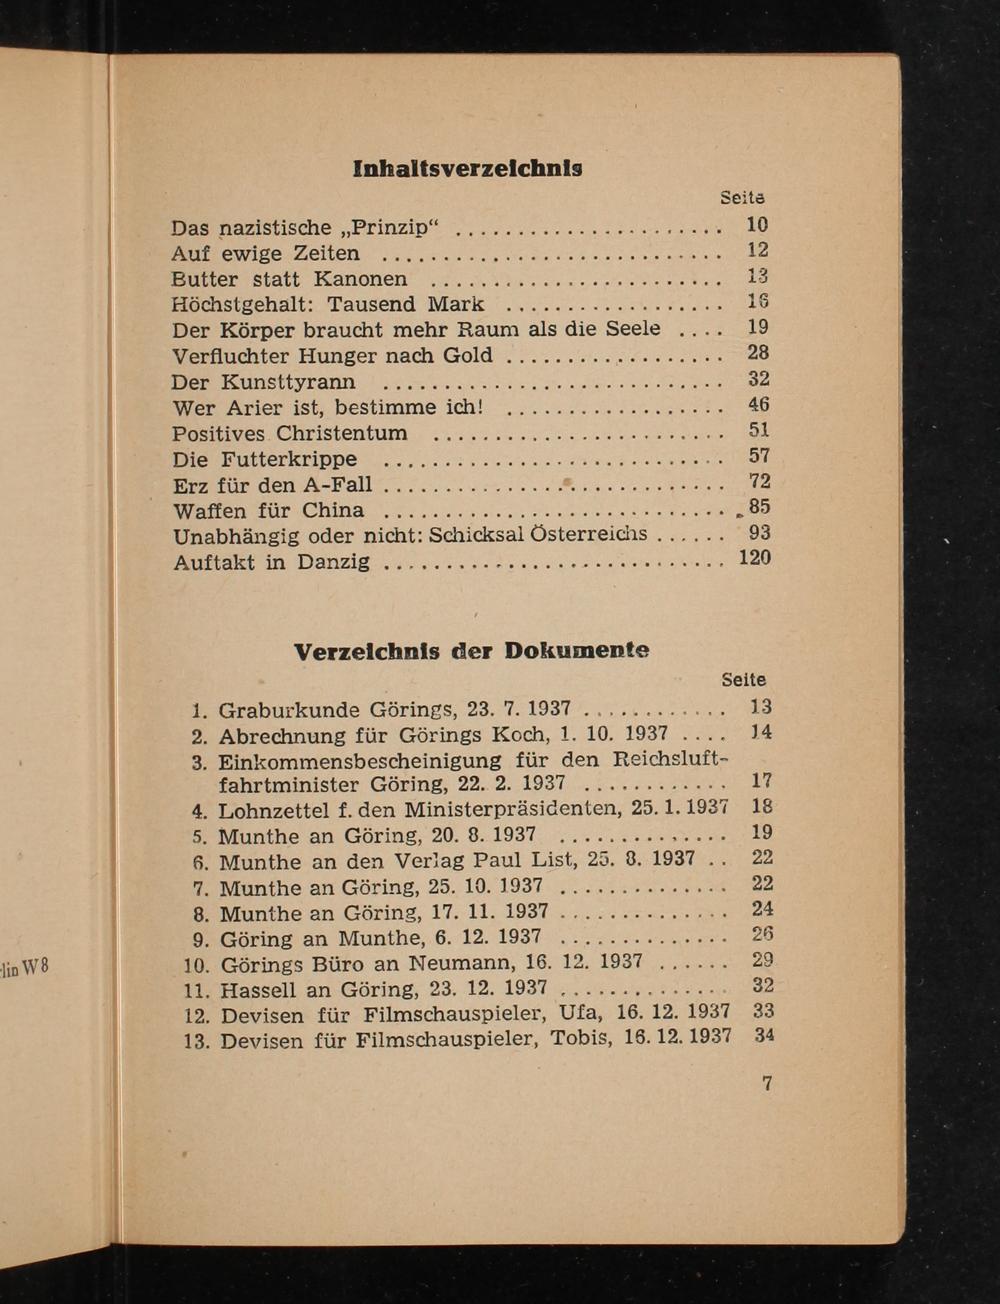 Inhaltsverzeichnis
Seite
Das nazistische „Prinzip“ ...................... 10
Auf ewige Zeiten ............................ 12
Butter statt Kanonen ........................ 13
Höchstgehalt: Tausend Mark .................. 16
Der Körper braucht mehr Raum als die Seele .... 19
Verfluchter Hunger nach Gold .................. 28
Der Kunsttyrann ............................ 32
Wer Arier ist, bestimme ich! .................. 46
Positives Christentum ........................ 51
Die Futterkrippe ............................ 57
Erz für den A-Fall ............................ 72
Waffen für China ............................ 85
Unabhängig oder nicht: Schicksal Österreichs ...... 93
Auftakt in Danzig ............................ 120
Verzeichnis der Dokumente
Seite
1. Graburkunde Görings, 23. 7. 1937 ............ 13
2. Abrechnung für Görings Koch, 1. 10. 1937 .... 14
3. Einkommensbescheinigung für den Reichsluft-
fahrtminister Göring, 22. 2. 1937 ............ 17
4. Lohnzettel f. den Ministerpräsidenten, 25. 1. 1937 18
5. Munthe an Göring, 20. 8. 1937 .............. 19
6. Munthe an den Verlag Paul List, 25. 8. 1937 .. 22
7. Munthe an Göring, 25. 10. 1937 .............. 22
8. Munthe an Göring, 17. 11. 1937 .............. 24
9. Göring an Munthe, 6. 12. 1937 .............. 26
10. Görings Büro an Neumann, 16. 12. 1937 ...... 29
11. Hassell an Göring, 23. 12. 1937 .............. 32
12. Devisen für Filmschauspieler, Ufa, 16. 12. 1937 33
13. Devisen für Filmschauspieler, Tobis, 16. 12. 1937 34
7
lin W 8